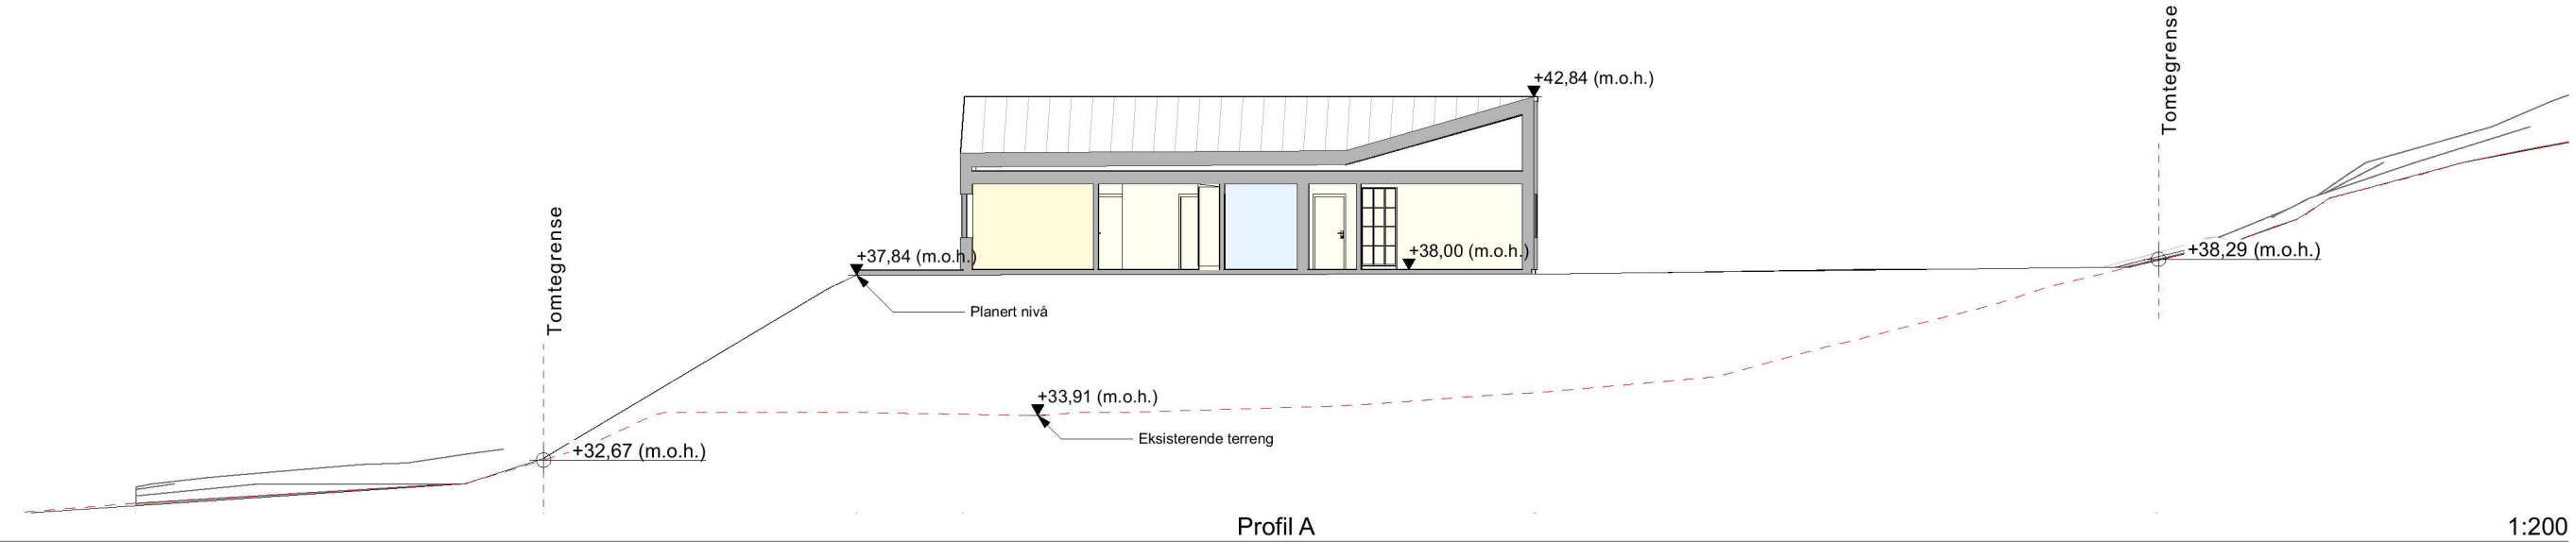 Tomtegrense
+42,84 (m.o.h.)
Tomtegrense
+38,29 (m.o.h.)
+37,84 (m.o.h.)
+38,00 (m.o.h.)
Planert nivå
+33,91 (m.o.h.)
Eksisterende terreng
+32,67 (m.o.h.)
Profil A
1:200